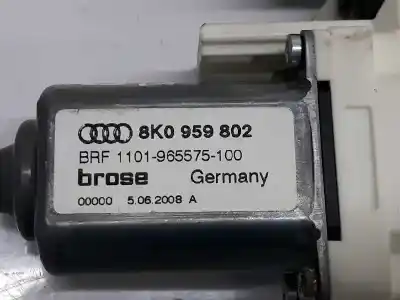 8K0 959 802
BRF 1101-965575-100
brose Germany
00000 5.06.2008 A